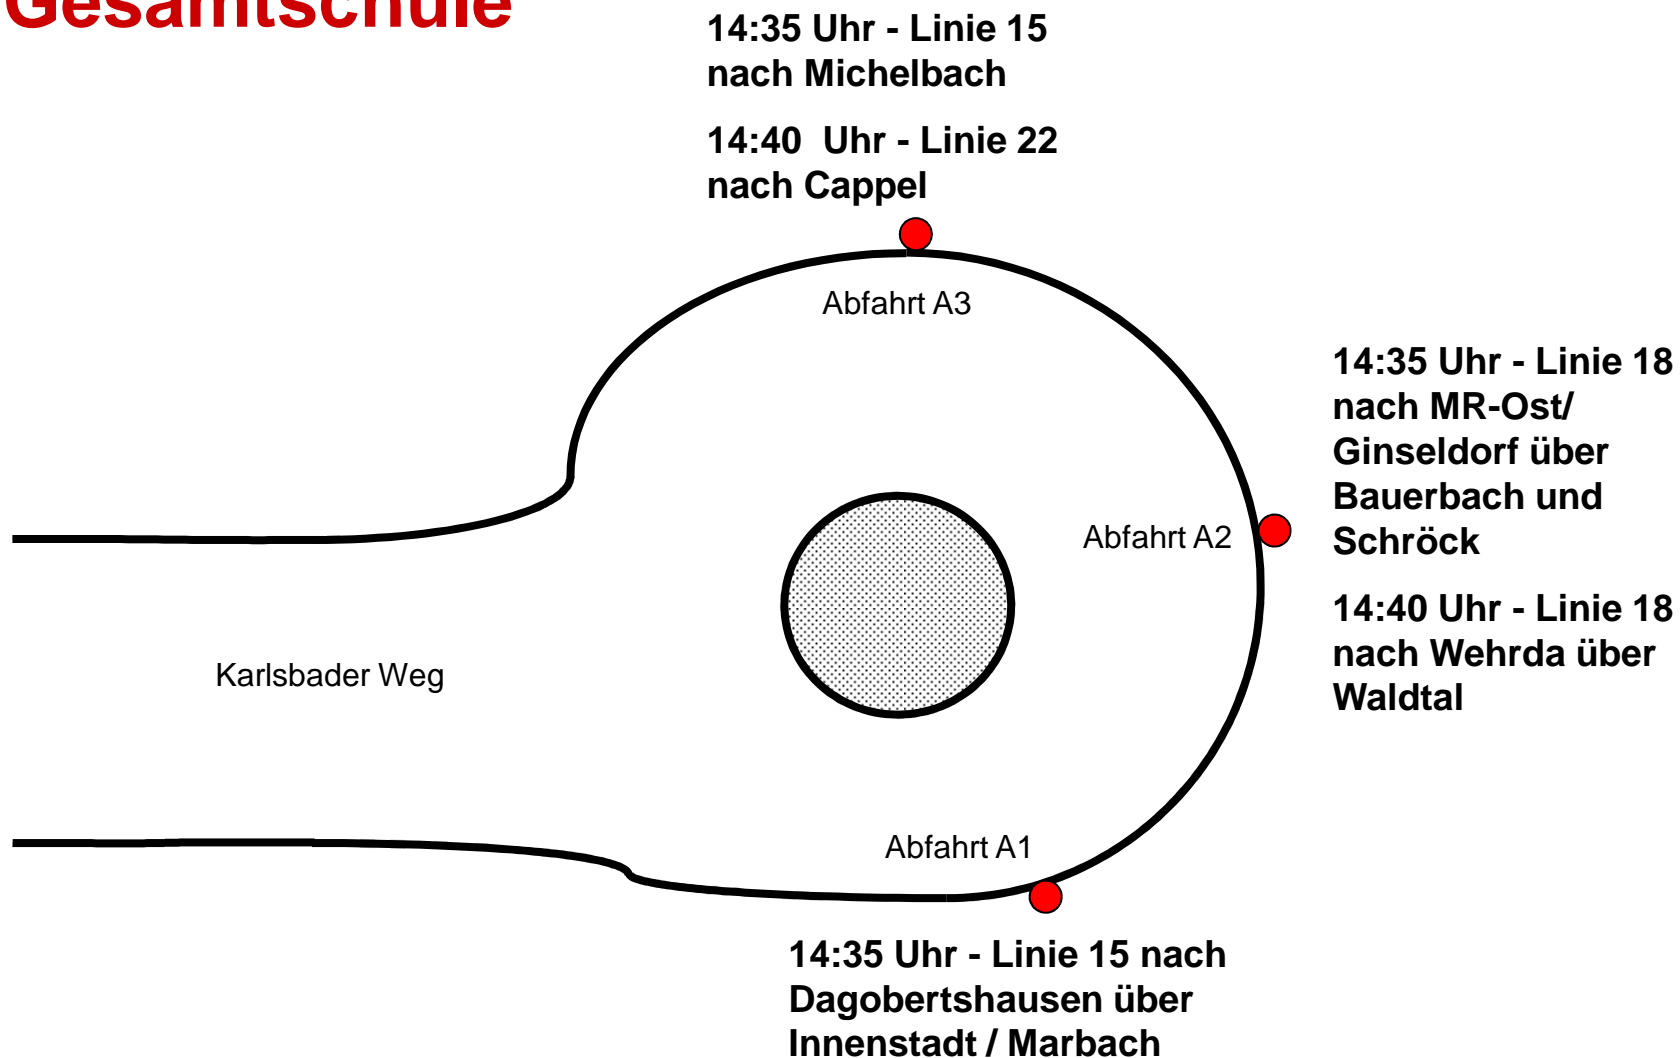 Gesamtschule
14:35 Uhr - Linie 15
nach Michelbach
14:40 Uhr - Linie 22
nach Cappel
Abfahrt A3
14:35 Uhr - Linie 18
nach MR-Ost/
Ginseldorf über
Bauerbach und
Schröck
Abfahrt A2
14:40 Uhr - Linie 18
nach Wehrda über
Waldtal
Karlsbader Weg
Abfahrt A1
14:35 Uhr - Linie 15 nach
Dagobertshausen über
Innenstadt / Marbach